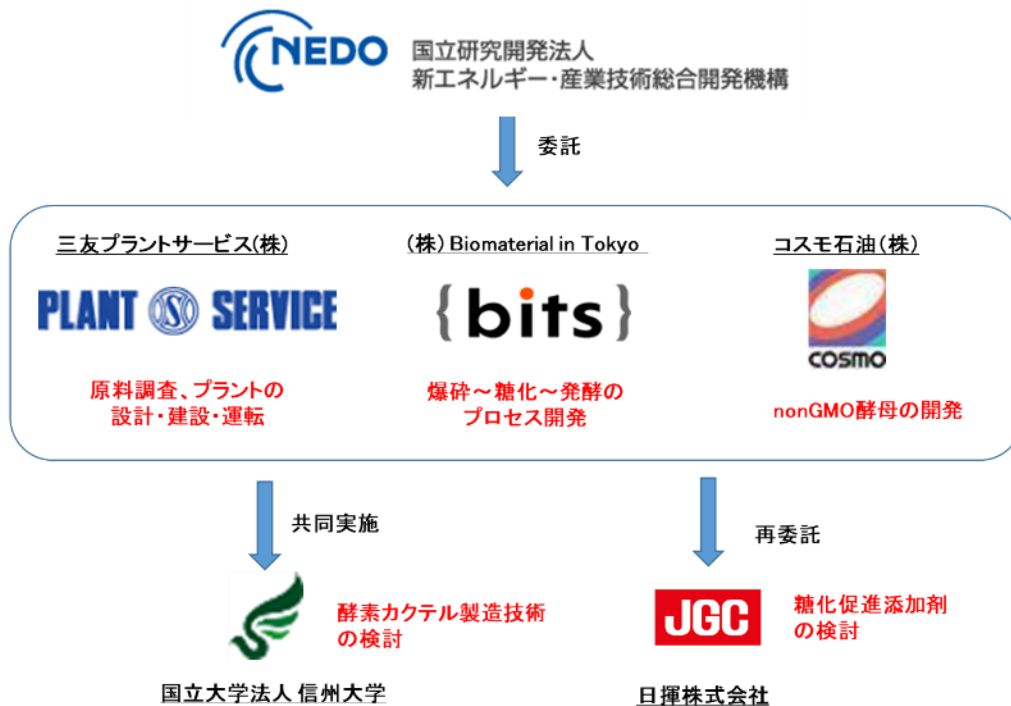 NEDO
国立研究開発法人
新エネルギー・産業技術総合開発機構
委託
三友プラントサービス(株)
(株) Biomaterial in Tokyo
コスモ石油(株)
PLANT S SERVICE
{bits}
COSMO
原料調査、プラントの
設計・建設・運転
爆砕～糖化～発酵の
プロセス開発
nonGMO酵母の開発
共同実施
再委託
酵素カクテル製造技術
の検討
JGC
糖化促進添加剤
の検討
国立大学法人 信州大学
日揮株式会社